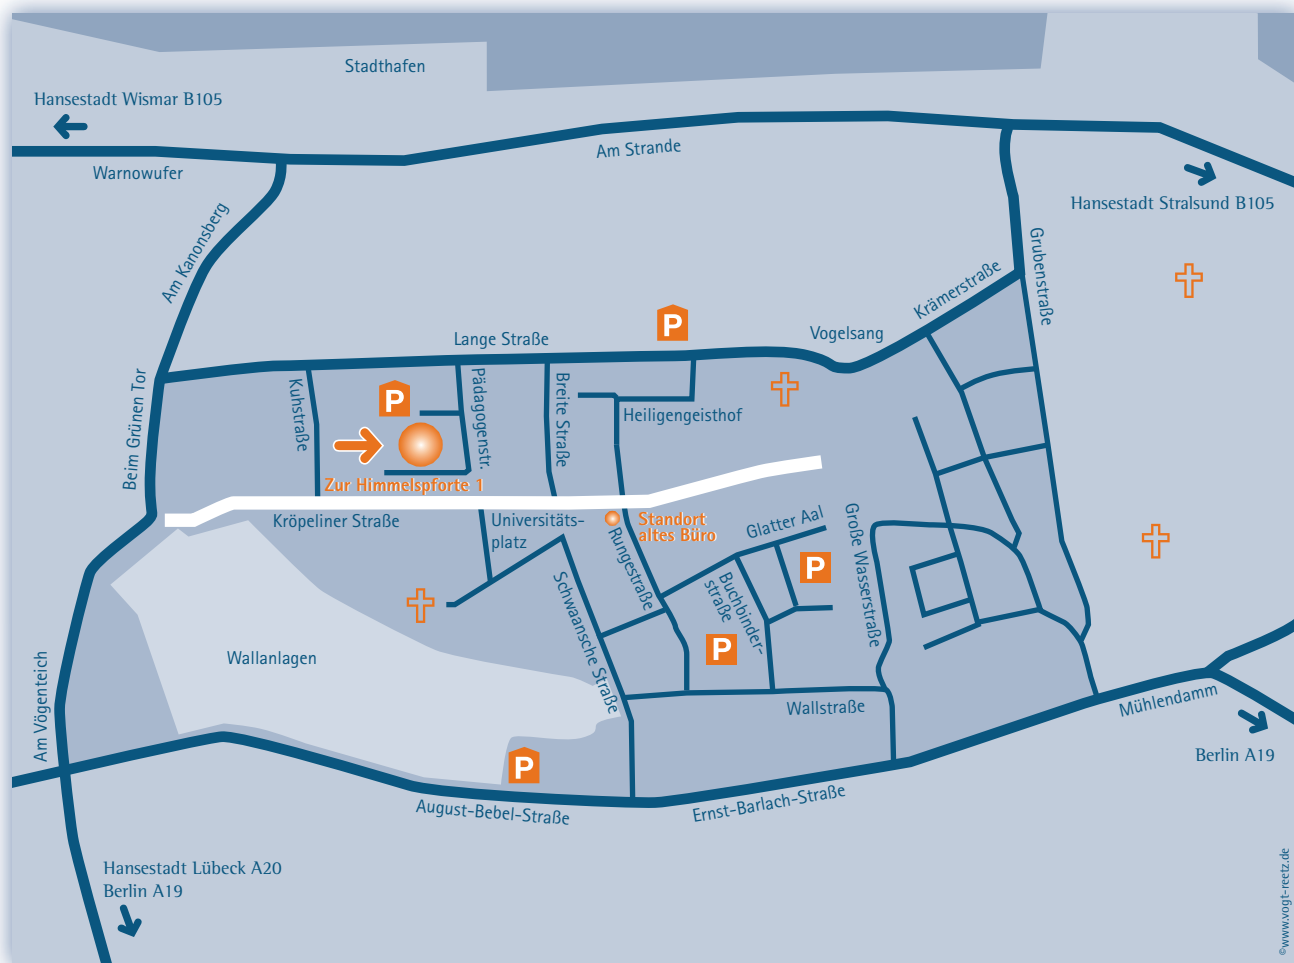 Stadthafen
Hansestadt Wismar B105
Am Strande
Warnowufer
Hansestadt Stralsund B105
Am Kanonsberg
Grubenstraße
Krämerstraße
P
Vogelsang
Lange Straße
Beim Grünen Tor
Kuhstraße
P
Pädagogenstr.
Breite Straße
Heiligengeisthof
Zur Himmelspforte 1
Kröpeliner Straße
Universitäts-
platz
Standort
altes Büro
Glatter Aal
Große Wasserstraße
Rungestraße
P
Buchbinder-
straße
Schwaansche Straße
P
Wallanlagen
Am Vögenteich
Wallstraße
Mühlendamm
Berlin A19
P
August-Bebel-Straße
Ernst-Barlach-Straße
Hansestadt Lübeck A20
Berlin A19
©www.vogt-reetz.de